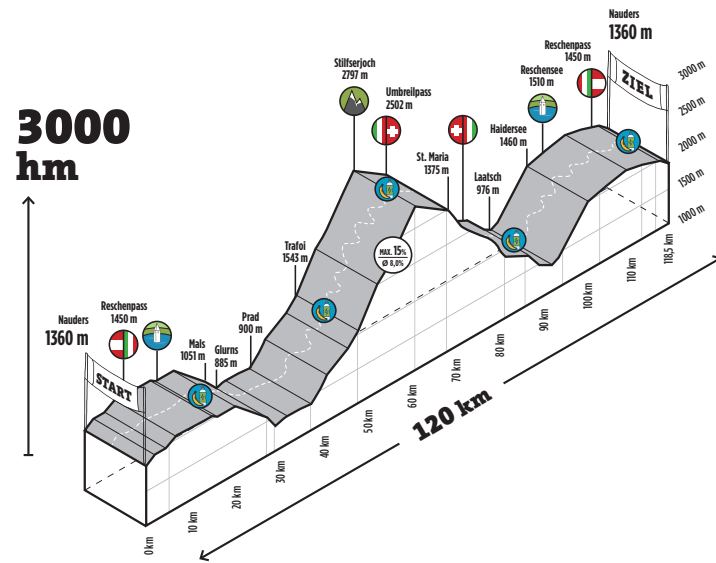 3000
hm
Nauders
1360 m
Reschenpass
1450 m
START
Mals
1051 m
Glurns
885 m
Prad
900 m
Trafoi
1543 m
Stilfserjoch
2797 m
Umbreilpass
2502 m
MAX. 15%
Ø 8,0%
St. Maria
1375 m
Laatsch
976 m
Haidersee
1460 m
Reschensee
1510 m
Reschenpass
1450 m
Nauders
1360 m
ZIEL
3000 m
2500 m
2000 m
1500 m
1000 m
0 km
10 km
20 km
30 km
40 km
50 km
60 km
70 km
80 km
90 km
100 km
110 km
118,5 km
120 km